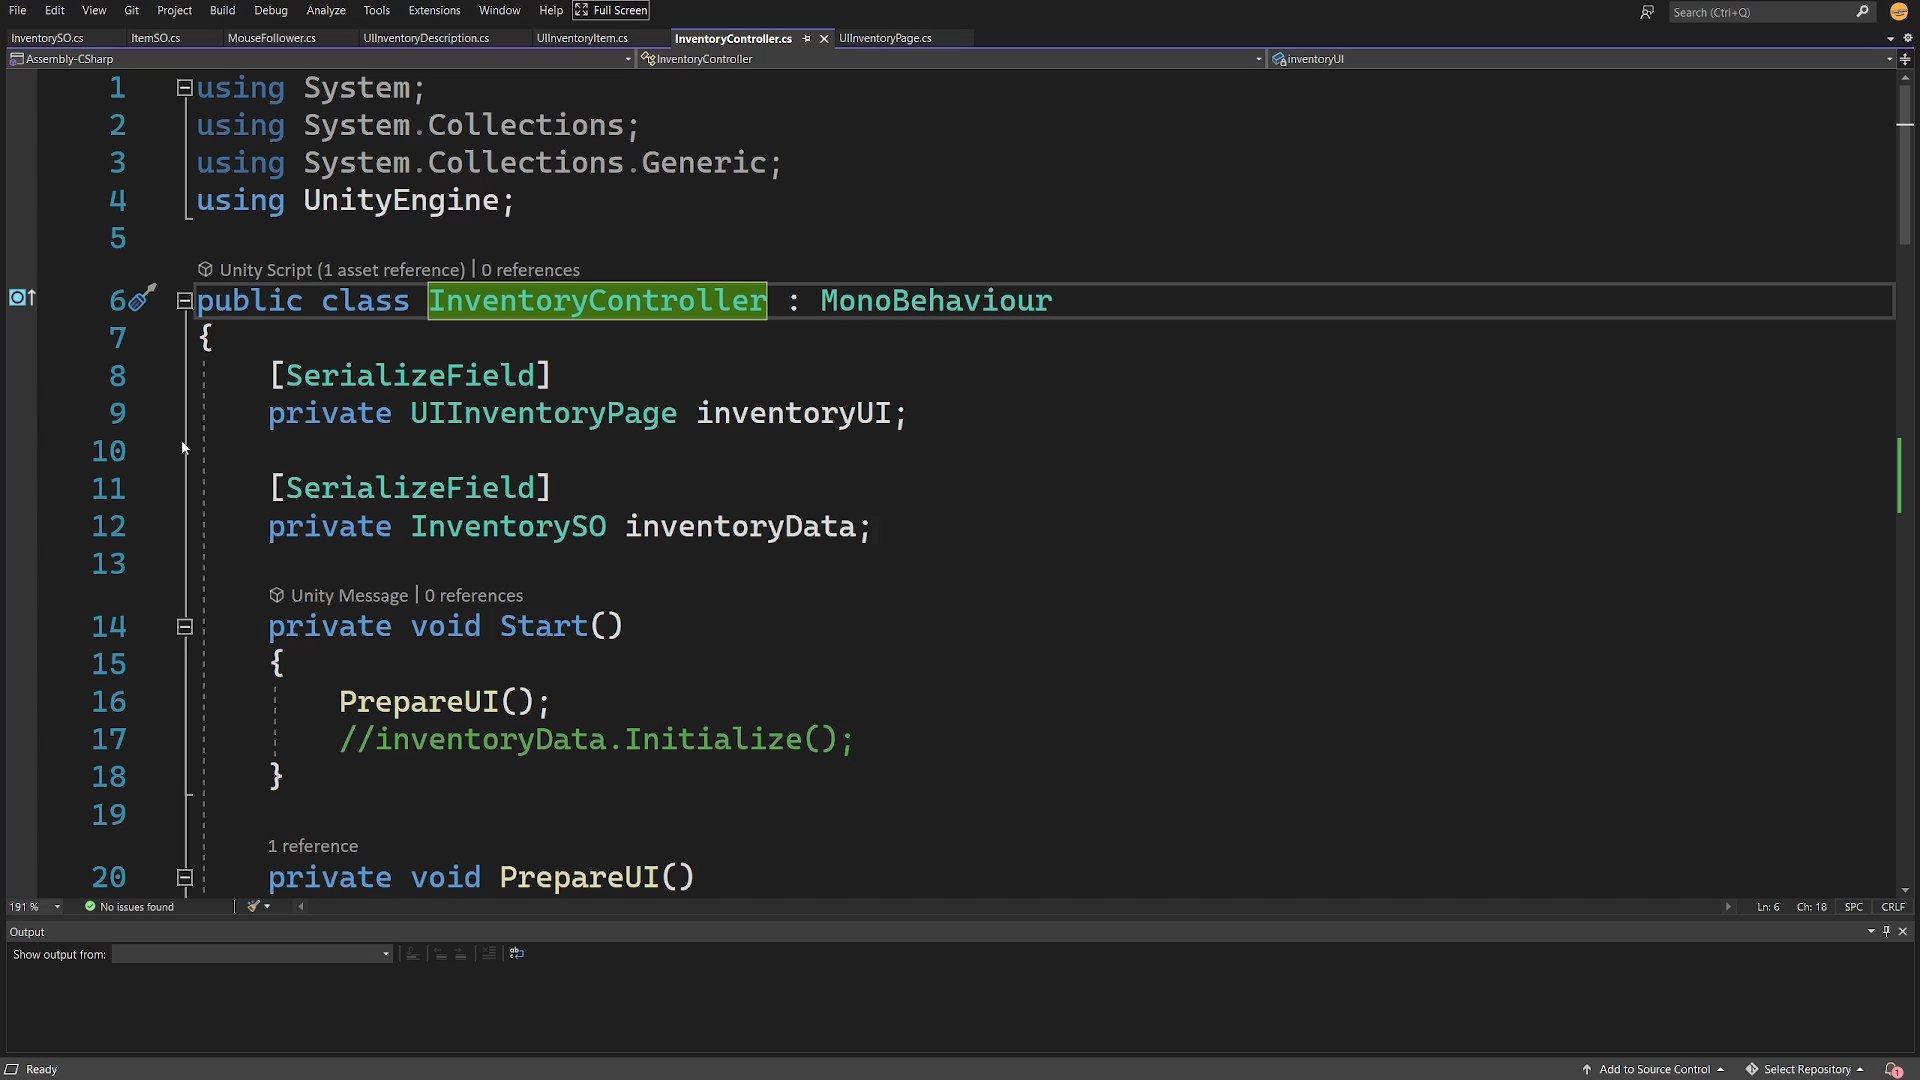 File Edit View Git Project Build Debug Analyze Tools Extensions Window Help Full Screen Search (Ctrl+Q)
InventorySO.cs ItemSO.cs MouseFollower.cs UIInventoryDescription.cs UIInventoryItem.cs InventoryController.cs UIInventoryPage.cs
Assembly-CSharp InventoryController inventoryUI
1 using System;
2 using System.Collections;
3 using System.Collections.Generic;
4 using UnityEngine;
5
Unity Script (1 asset reference) | 0 references
6 public class InventoryController : MonoBehaviour
7 {
8 [SerializeField]
9 private UIInventoryPage inventoryUI;
10
11 [SerializeField]
12 private InventorySO inventoryData;
13
Unity Message | 0 references
14 private void Start()
15 {
16 PrepareUI();
17 //inventoryData.Initialize();
18 }
19
1 reference
20 private void PrepareUI()
191 % No issues found Ln: 6 Ch: 18 SPC CRLF
Output
Show output from:
Ready Add to Source Control Select Repository 1